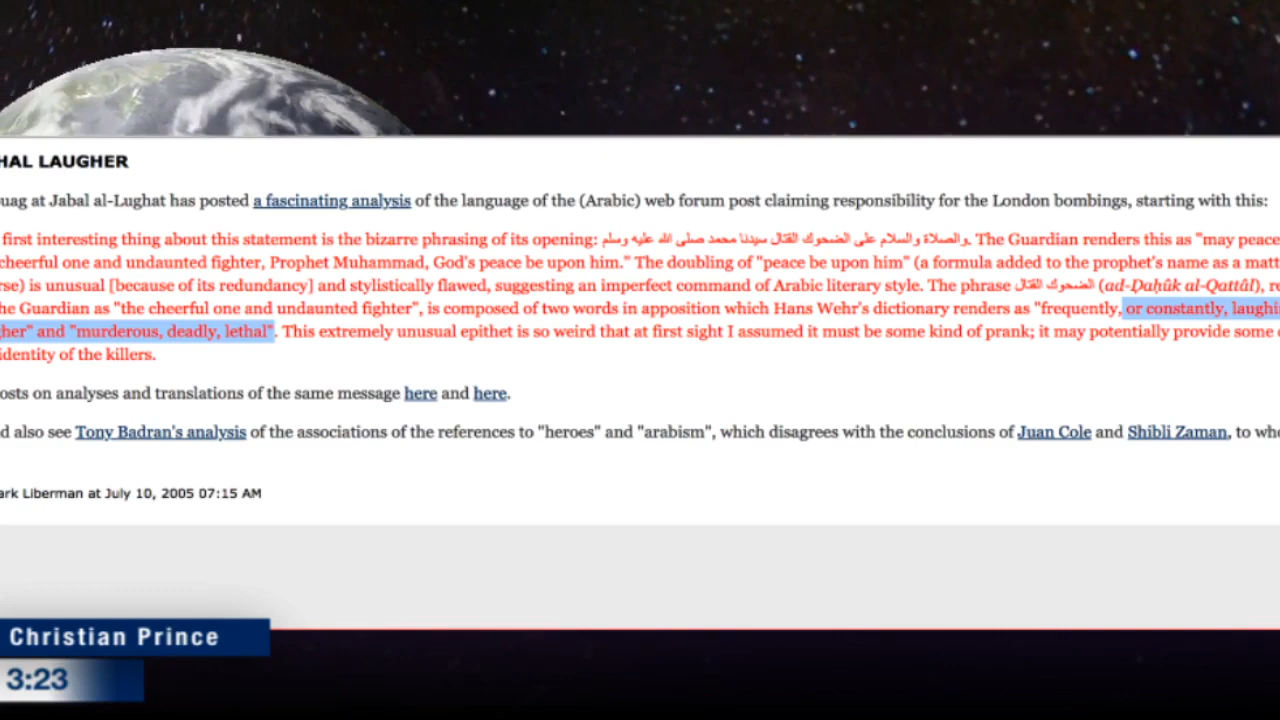 HAL LAUGHER
uag at Jabal al-Lughat has posted a fascinating analysis of the language of the (Arabic) web forum post claiming responsibility for the London bombings, starting with this:
first interesting thing about this statement is the bizarre phrasing of its opening: والصلاة والسلام على الضحوك القتال سيدنا محمد صلى الله عليه وسلم. The Guardian renders this as "may peace
cheerful one and undaunted fighter, Prophet Muhammad, God's peace be upon him." The doubling of "peace be upon him" (a formula added to the prophet's name as a matt
rse) is unusual [because of its redundancy] and stylistically flawed, suggesting an imperfect command of Arabic literary style. The phrase الضحوك القتال (ad-Ḍaḥûk al-Qattâl), re
he Guardian as "the cheerful one and undaunted fighter", is composed of two words in apposition which Hans Wehr's dictionary renders as "frequently, or constantly, laughi
gher" and "murderous, deadly, lethal". This extremely unusual epithet is so weird that at first sight I assumed it must be some kind of prank; it may potentially provide some
identity of the killers.
osts on analyses and translations of the same message here and here.
d also see Tony Badran's analysis of the associations of the references to "heroes" and "arabism", which disagrees with the conclusions of Juan Cole and Shibli Zaman, to who
ark Liberman at July 10, 2005 07:15 AM
Christian Prince
3:23